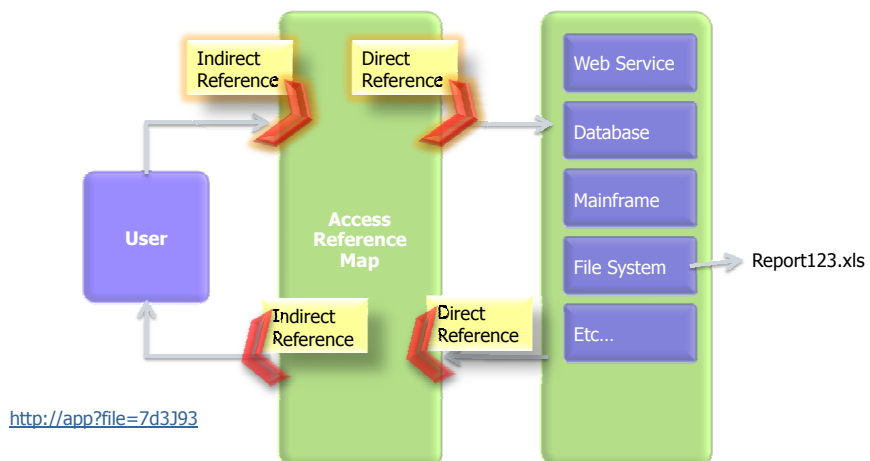 Indirect
Reference
Direct
Reference
Web Service
Database
Mainframe
User
Access
Reference
Map
File System
Report123.xls
Indirect
Reference
Direct
Reference
Etc...
http://app?file=7d3J93